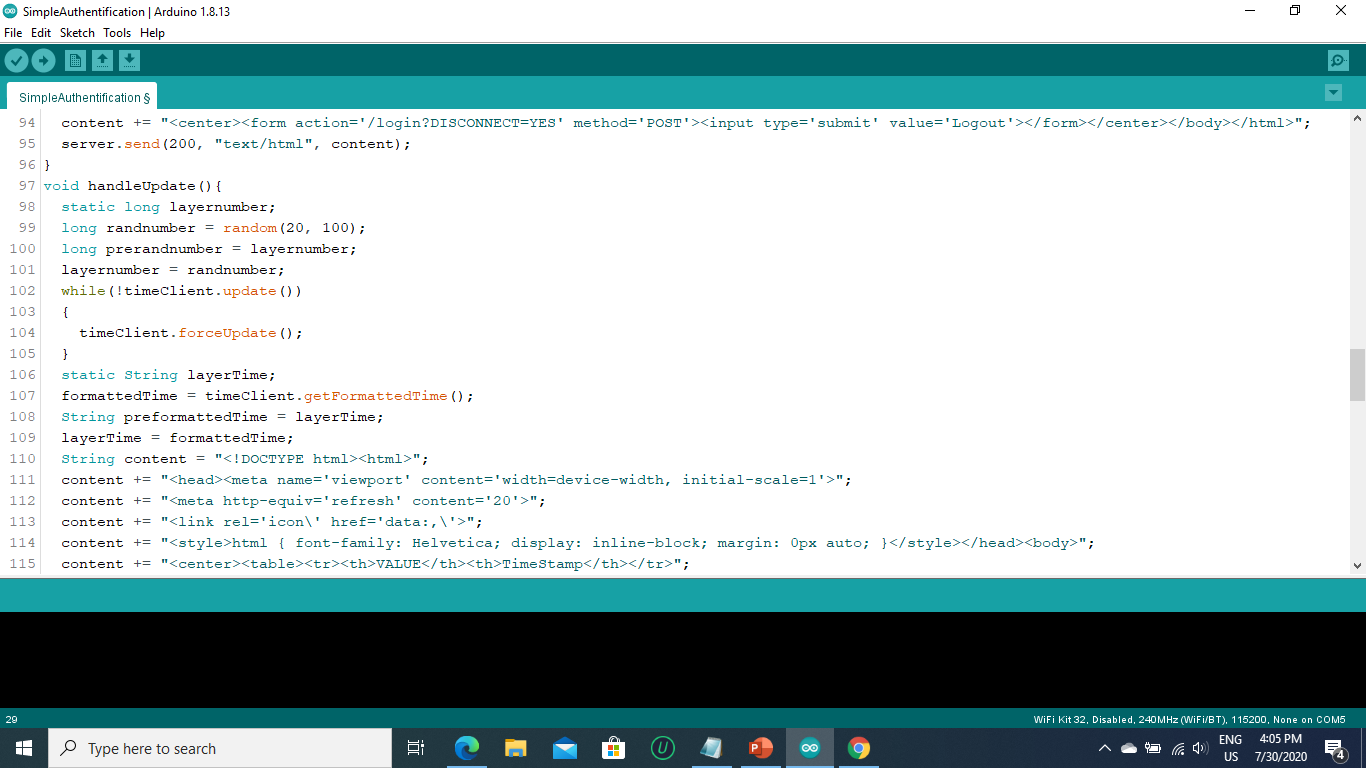 SimpleAuthentification | Arduino 1.8.13
File Edit Sketch Tools Help
SimpleAuthentification §
94 content += "<center><form action='/login?DISCONNECT=YES' method='POST'><input type='submit' value='Logout'></form></center></body></html>";
95 server.send(200, "text/html", content);
96 }
97 void handleUpdate(){
98 static long layernumber;
99 long randnumber = random(20, 100);
100 long prerandnumber = layernumber;
101 layernumber = randnumber;
102 while(!timeClient.update())
103 {
104 timeClient.forceUpdate();
105 }
106 static String layerTime;
107 formattedTime = timeClient.getFormattedTime();
108 String preformattedTime = layerTime;
109 layerTime = formattedTime;
110 String content = "<!DOCTYPE html><html>";
111 content += "<head><meta name='viewport' content='width=device-width, initial-scale=1'>";
112 content += "<meta http-equiv='refresh' content='20'>";
113 content += "<link rel='icon\' href='data:,\'>";
114 content += "<style>html { font-family: Helvetica; display: inline-block; margin: 0px auto; }</style></head><body>";
115 content += "<center><table><tr><th>VALUE</th><th>TimeStamp</th></tr>";
29 WiFi Kit 32, Disabled, 240MHz (WiFi/BT), 115200, None on COM5
Type here to search
ENG 4:05 PM
US 7/30/2020 4